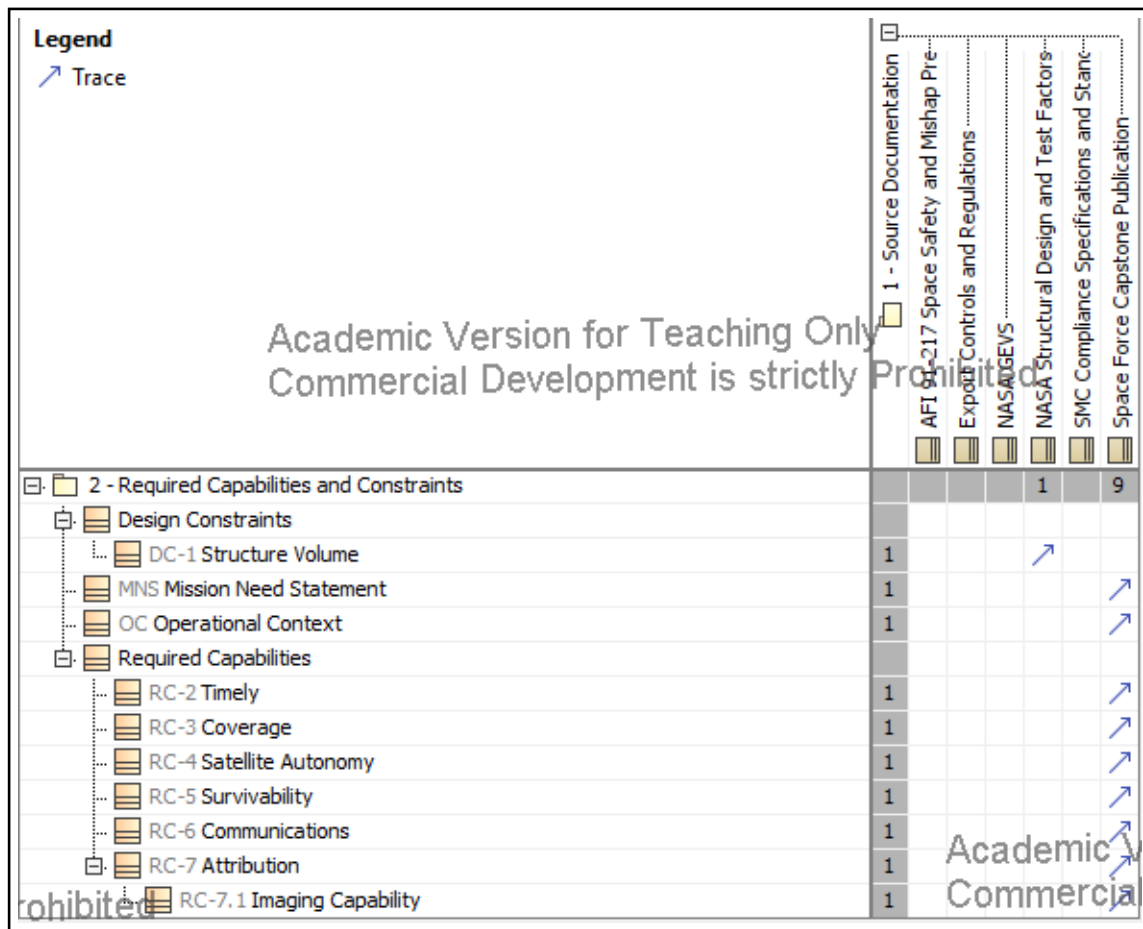 Legend
Trace
1 - Source Documentation
AFI 91-217 Space Safety and Mishap Pre
Export Controls and Regulations
NASA GEVS
NASA Structural Design and Test Factors
SMC Compliance Specifications and Stanc
Space Force Capstone Publication
Academic Version for Teaching Only
Commercial Development is strictly Prohibited
2 - Required Capabilities and Constraints 1 9
Design Constraints
DC-1 Structure Volume 1
MNS Mission Need Statement 1
OC Operational Context 1
Required Capabilities
RC-2 Timely 1
RC-3 Coverage 1
RC-4 Satellite Autonomy 1
RC-5 Survivability 1
RC-6 Communications 1
RC-7 Attribution 1
RC-7.1 Imaging Capability 1
Academic V
Commercial
rohibited